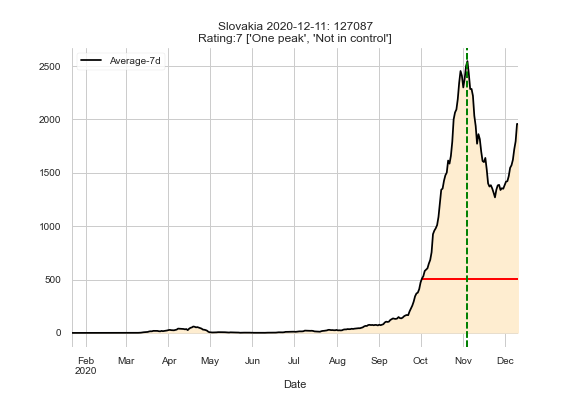 Slovakia 2020-12-11: 127087
Rating:7 ['One peak', 'Not in control']
Average-7d
2500
2000
1500
1000
500
0
Feb Mar Apr May Jun Jul Aug Sep Oct Nov Dec
2020
Date